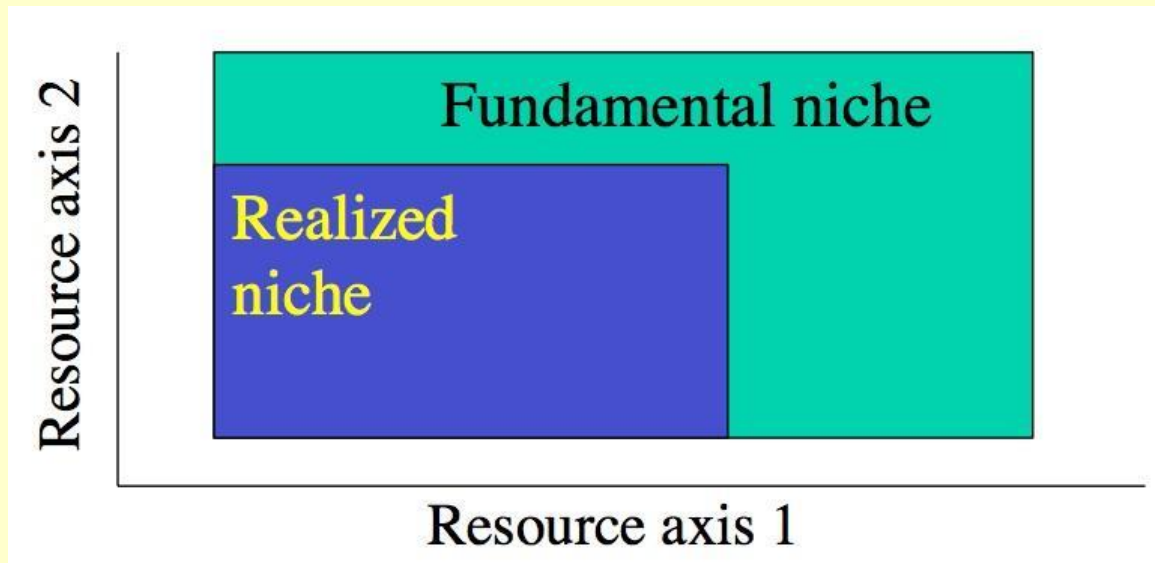 Resource axis 2
Fundamental niche
Realized
niche
Resource axis 1